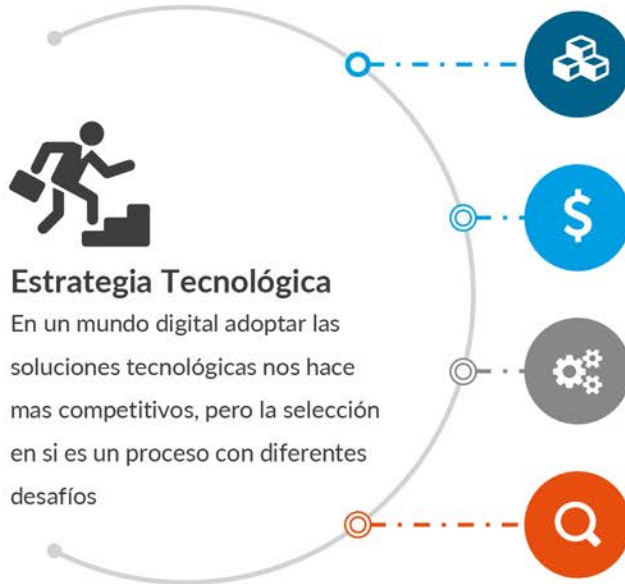 Estrategia Tecnológica
En un mundo digital adoptar las
soluciones tecnológicas nos hace
mas competitivos, pero la selección
en si es un proceso con diferentes
desafíos
$